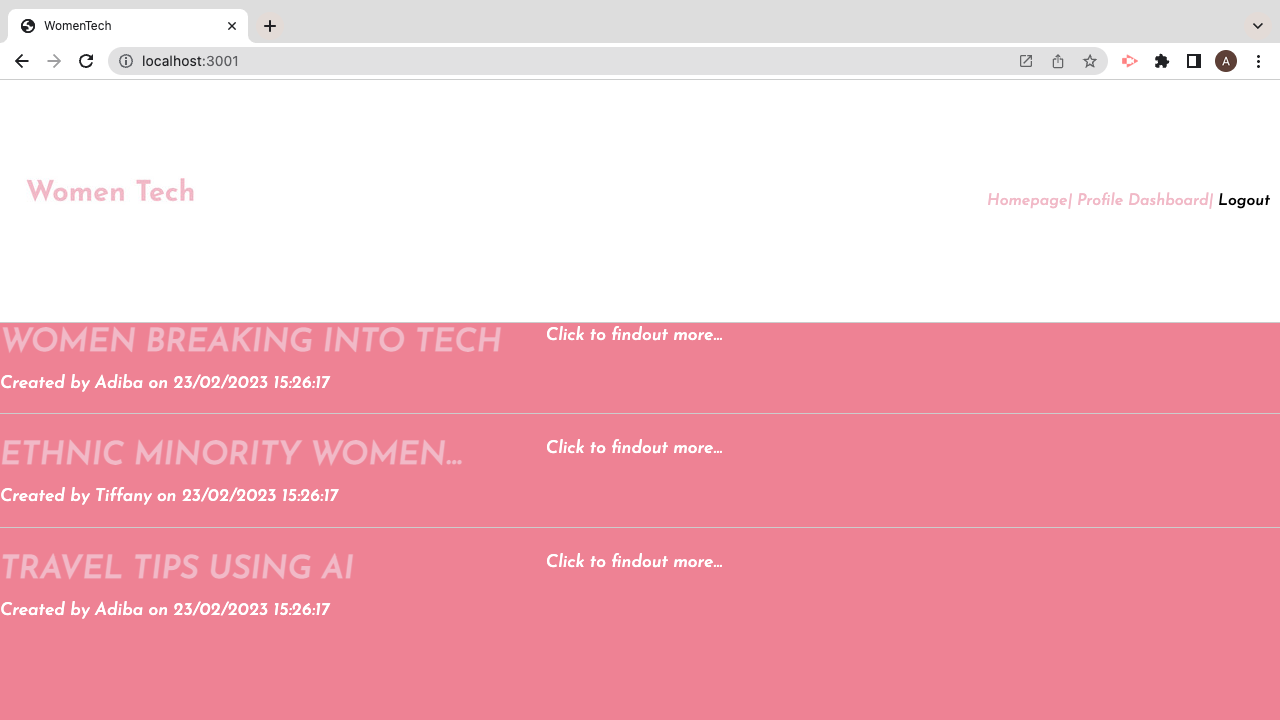 WomenTech
localhost:3001
A
Women Tech
Homepage| Profile Dashboard| Logout
WOMEN BREAKING INTO TECH
Click to findout more...
Created by Adiba on 23/02/2023 15:26:17
ETHNIC MINORITY WOMEN...
Click to findout more...
Created by Tiffany on 23/02/2023 15:26:17
TRAVEL TIPS USING AI
Click to findout more...
Created by Adiba on 23/02/2023 15:26:17